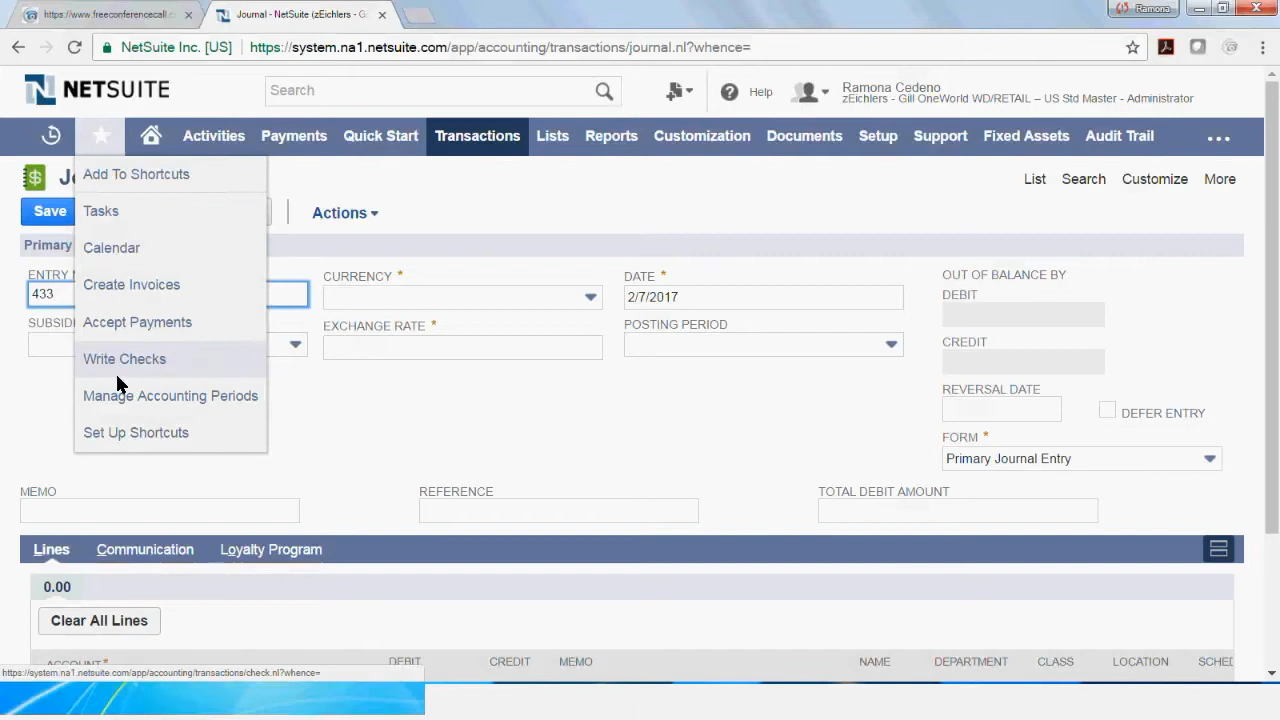 https://www.freeconferencecall.c
Journal - NetSuite (zEichlers - G
Ramona
NetSuite Inc. [US]
https://system.na1.netsuite.com/app/accounting/transactions/journal.nl?whence=
NETSUITE
Search
Help
Ramona Cedeno
zEichlers - Gill OneWorld WD/RETAIL – US Std Master - Administrator
Activities Payments Quick Start Transactions Lists Reports Customization Documents Setup Support Fixed Assets Audit Trail
Add To Shortcuts
Tasks
Calendar
Create Invoices
Accept Payments
Write Checks
Manage Accounting Periods
Set Up Shortcuts
$ Jo
List Search Customize More
Save
Actions
Primary
ENTRY N
433
CURRENCY *
DATE *
2/7/2017
OUT OF BALANCE BY
DEBIT
SUBSIDI
EXCHANGE RATE *
POSTING PERIOD
CREDIT
REVERSAL DATE
DEFER ENTRY
FORM *
Primary Journal Entry
MEMO REFERENCE TOTAL DEBIT AMOUNT
Lines Communication Loyalty Program
0.00
Clear All Lines
ACCOUNT * DEBIT CREDIT MEMO NAME DEPARTMENT CLASS LOCATION SCHED
https://system.na1.netsuite.com/app/accounting/transactions/check.nl?whence=